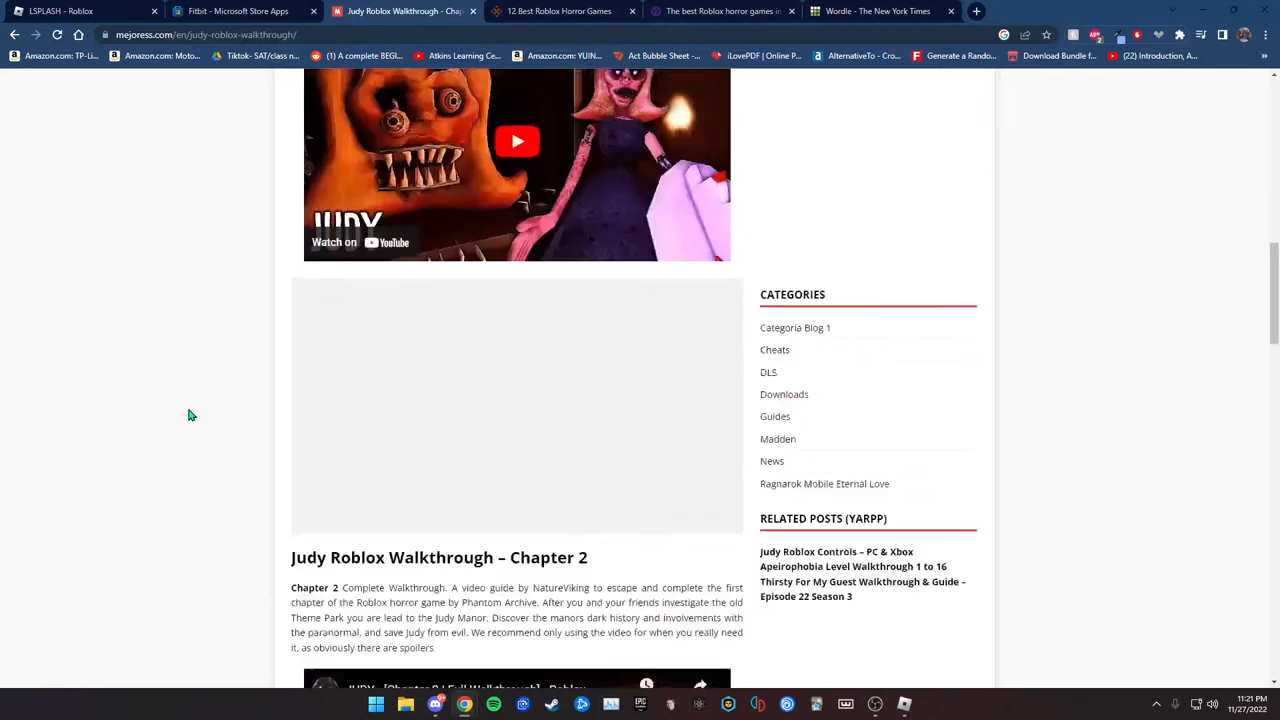 LSPLASH - Roblox
Fitbit - Microsoft Store Apps
Judy Roblox Walkthrough - Chap
12 Best Roblox Horror Games
The best Roblox horror games in
Wordle - The New York Times
mejoress.com/en/judy-roblox-walkthrough/
Amazon.com: TP-Li...
Amazon.com: Moto...
Tiktok- SAT/class n...
A complete BEGI...
Atkins Learning Ce...
Amazon.com: YUIN...
Act Bubble Sheet -...
iLovePDF | Online P...
AlternativeTo - Cro...
Generate a Rando...
Download Bundle f...
(22) Introduction, A...
JUDY
Watch on YouTube
CATEGORIES
Categoría Blog 1
Cheats
DLS
Downloads
Guides
Madden
News
Ragnarok Mobile Eternal Love
RELATED POSTS (YARPP)
Judy Roblox Controls – PC & Xbox
Apeirophobia Level Walkthrough 1 to 16
Thirsty For My Guest Walkthrough & Guide –
Episode 22 Season 3
Judy Roblox Walkthrough – Chapter 2
Chapter 2 Complete Walkthrough. A video guide by NatureViking to escape and complete the first
chapter of the Roblox horror game by Phantom Archive. After you and your friends investigate the old
Theme Park you are lead to the Judy Manor. Discover the manors dark history and involvements with
the paranormal, and save Judy from evil. We recommend only using the video for when you really need
it, as obviously there are spoilers
JUDY - [Chapter 2 | Full Walkthrough] - Roblox
11:21 PM
11/27/2022